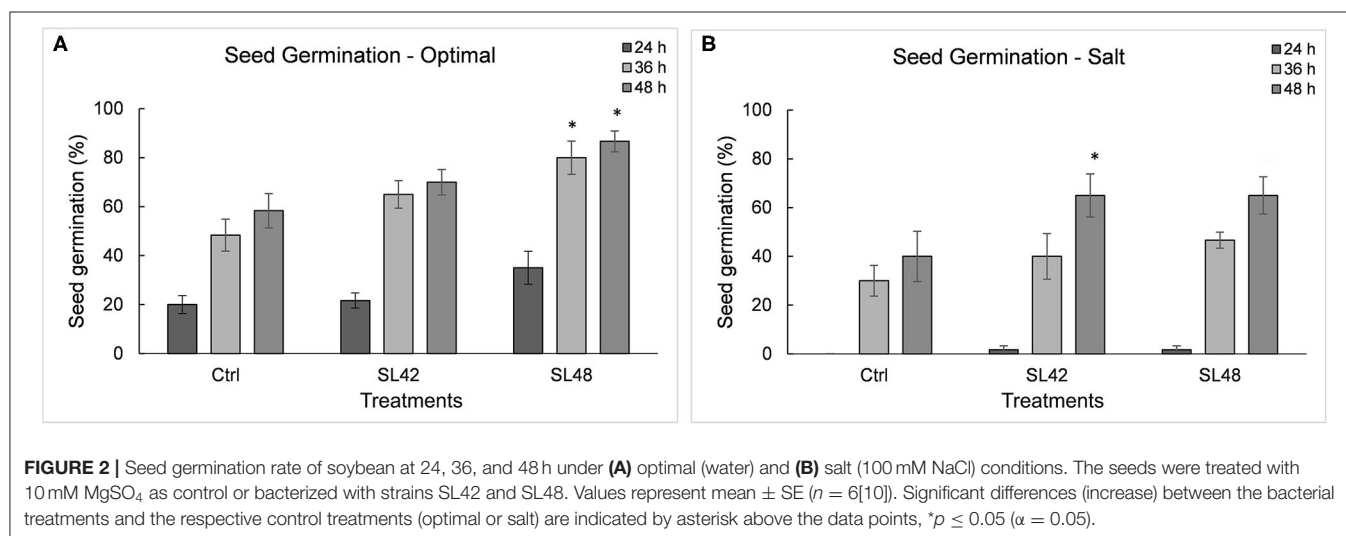 A
Seed Germination - Optimal
24 h
36 h
48 h
Seed germination (%)
100
80
60
40
20
0
*
*
Ctrl
SL42
SL48
Treatments
B
Seed Germination - Salt
24 h
36 h
48 h
Seed germination (%)
100
80
60
40
20
0
*
Ctrl
SL42
SL48
Treatments
FIGURE 2 | Seed germination rate of soybean at 24, 36, and 48 h under (A) optimal (water) and (B) salt (100 mM NaCl) conditions. The seeds were treated with
10 mM MgSO₄ as control or bacterized with strains SL42 and SL48. Values represent mean ± SE (n = 6[10]). Significant differences (increase) between the bacterial
treatments and the respective control treatments (optimal or salt) are indicated by asterisk above the data points, *p ≤ 0.05 (α = 0.05).